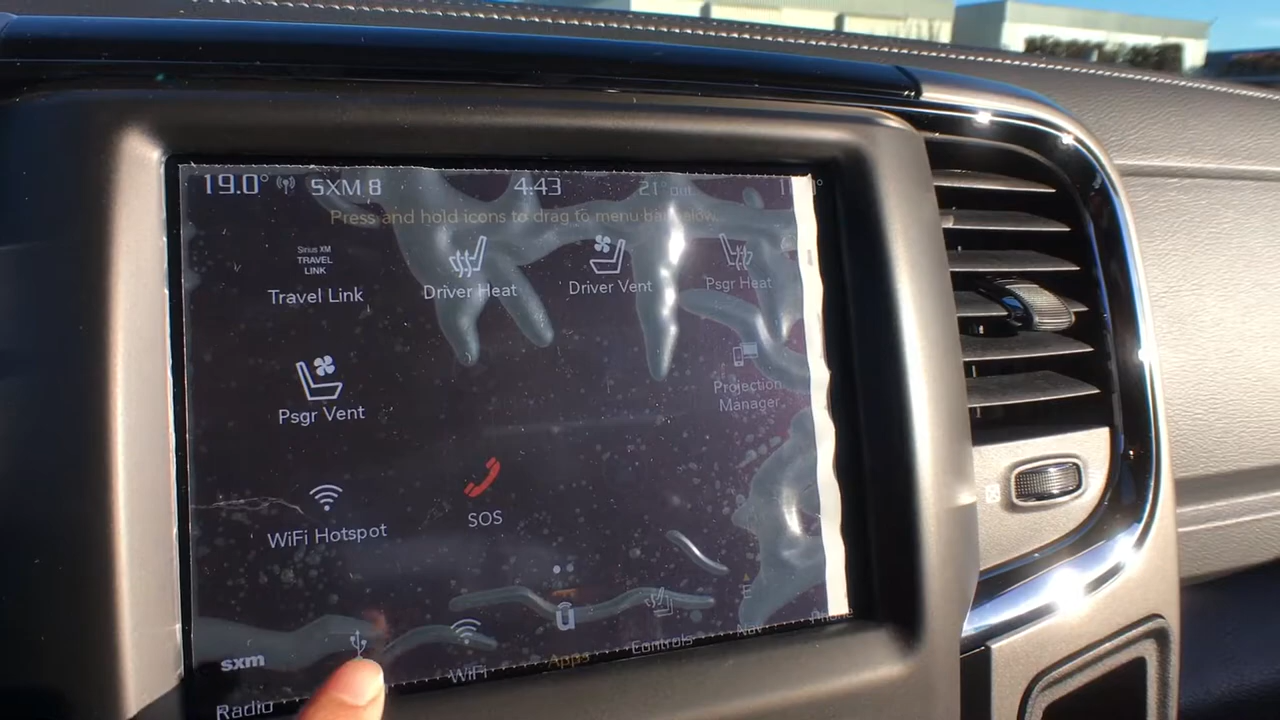 19.0° SXM 8 4:43 21° out
Press and hold icons to drag to menu bar below.
Sirius XM
TRAVEL
LINK
Travel Link Driver Heat Driver Vent Psgr Heat
Psgr Vent
Projection
Manager
WiFi Hotspot
SOS
sxm
Radio WiFi Apps Controls Nav Phone
E